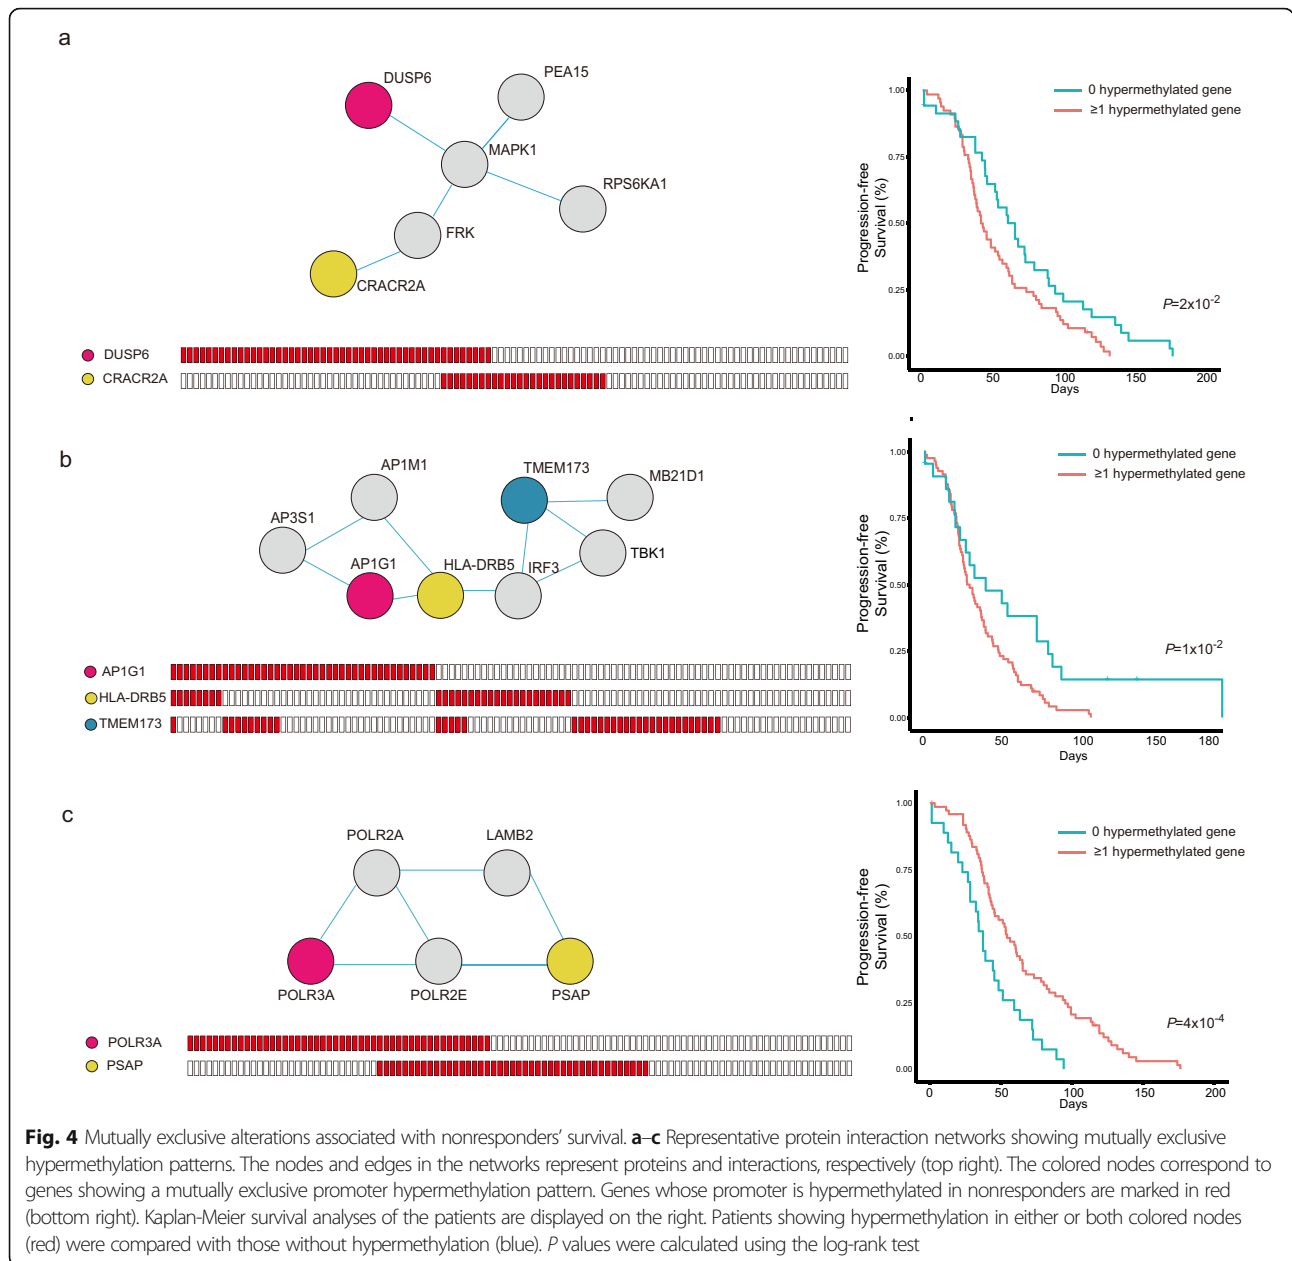 a
DUSP6
PEA15
MAPK1
RPS6KA1
FRK
CRACR2A
DUSP6
CRACR2A
0 hypermethylated gene
≥1 hypermethylated gene
Progression-free
Survival (%)
1.00
0.75
0.50
0.25
0.00
P=2x10⁻²
0 50 100 150 200
Days
b
AP1M1
TMEM173
MB21D1
AP3S1
TBK1
AP1G1
HLA-DRB5
IRF3
AP1G1
HLA-DRB5
TMEM173
0 hypermethylated gene
≥1 hypermethylated gene
Progression-free
Survival (%)
1.00
0.75
0.50
0.25
0.00
P=1x10⁻²
0 50 100 150 180
Days
c
POLR2A
LAMB2
POLR3A
POLR2E
PSAP
POLR3A
PSAP
0 hypermethylated gene
≥1 hypermethylated gene
Progression-free
Survival (%)
1.00
0.75
0.50
0.25
0.00
P=4x10⁻⁴
0 50 100 150 200
Days
Fig. 4 Mutually exclusive alterations associated with nonresponders' survival. a–c Representative protein interaction networks showing mutually exclusive
hypermethylation patterns. The nodes and edges in the networks represent proteins and interactions, respectively (top right). The colored nodes correspond to
genes showing a mutually exclusive promoter hypermethylation pattern. Genes whose promoter is hypermethylated in nonresponders are marked in red
(bottom right). Kaplan-Meier survival analyses of the patients are displayed on the right. Patients showing hypermethylation in either or both colored nodes
(red) were compared with those without hypermethylation (blue). P values were calculated using the log-rank test